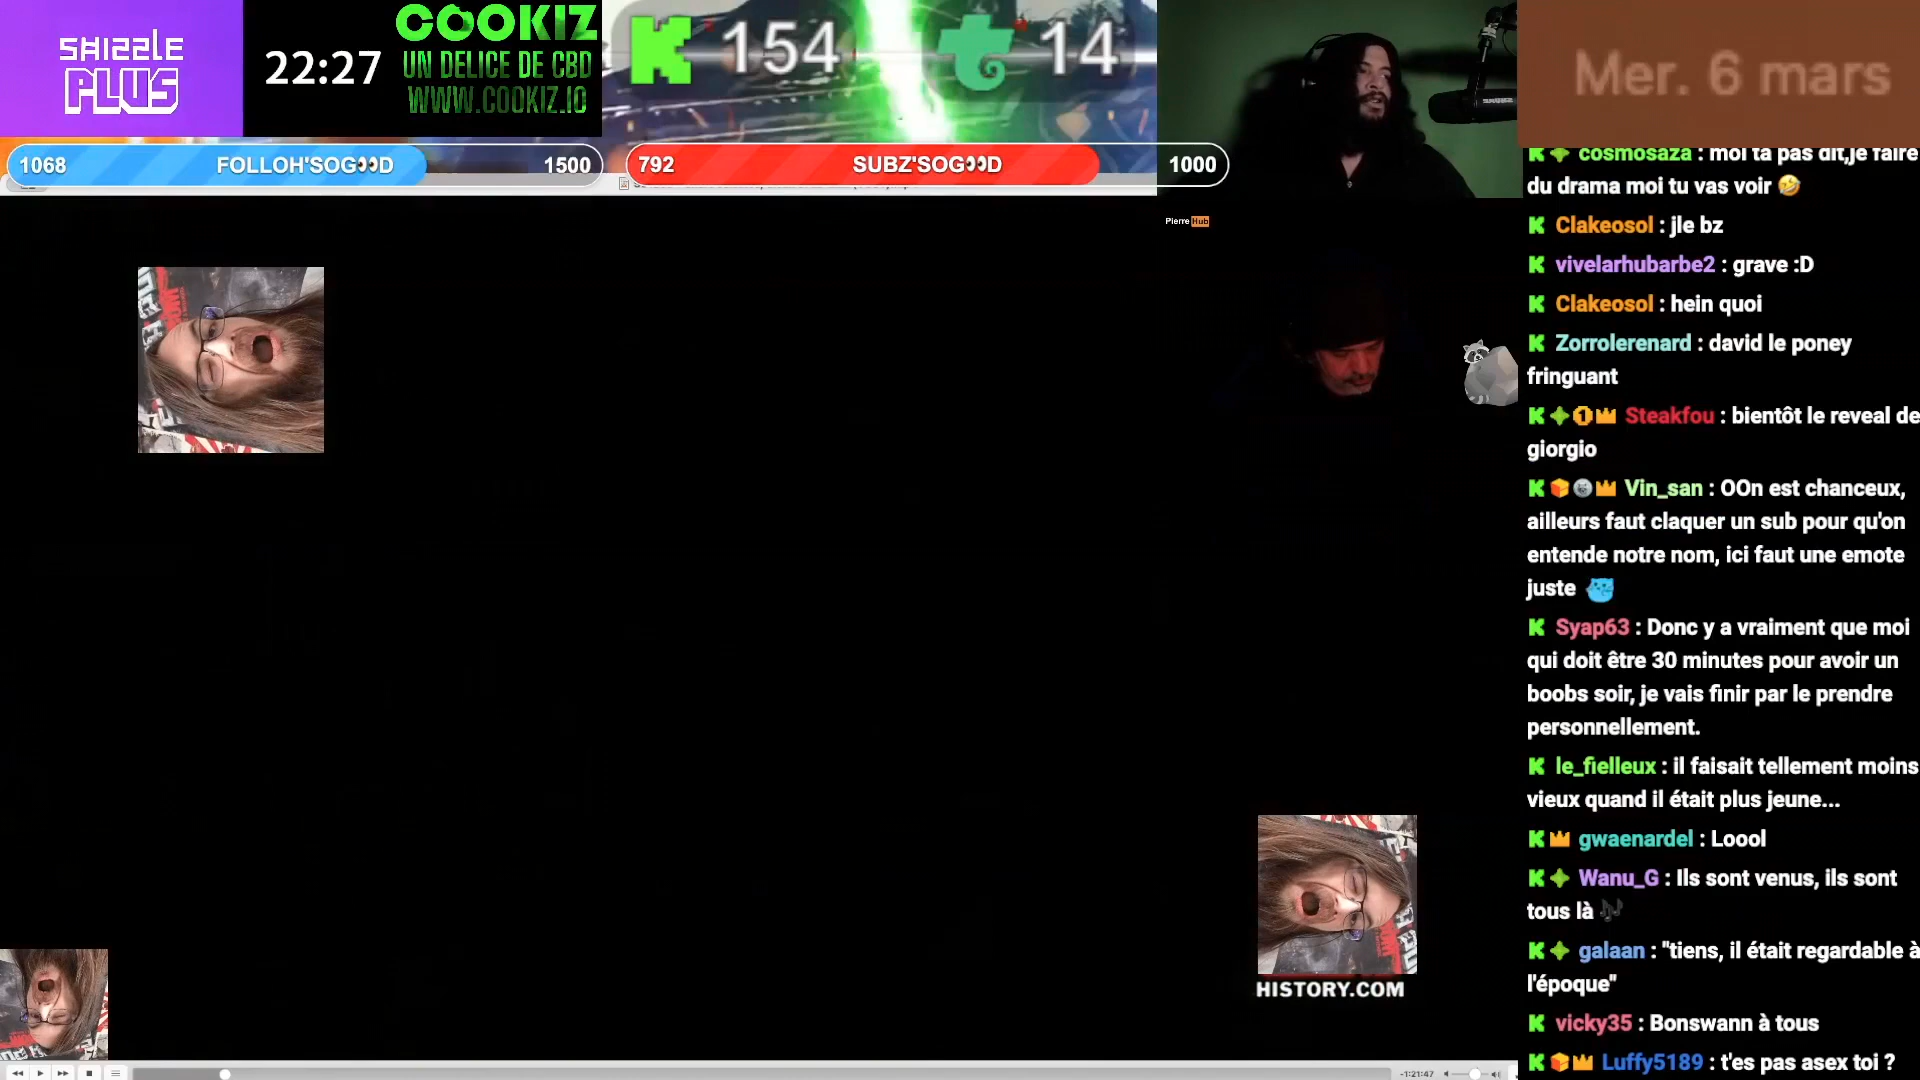 SHIZZLE
PLUS
22:27
COOKIZ
UN DELICE DE CBD
WWW.COOKIZ.IO
154
14
Mer. 6 mars
1068 FOLLOH'SOG👀D 1500
792 SUBZ'SOG👀D 1000
Pierre Hub
cosmosaza : moi ta pas dit,je faire
du drama moi tu vas voir 🤣
Clakeosol : jle bz
vivelarhubarbe2 : grave :D
Clakeosol : hein quoi
Zorrolerenard : david le poney
fringuant
Steakfou : bientôt le reveal de
giorgio
Vin_san : OOn est chanceux,
ailleurs faut claquer un sub pour qu'on
entende notre nom, ici faut une emote
juste
Syap63 : Donc y a vraiment que moi
qui doit être 30 minutes pour avoir un
boobs soir, je vais finir par le prendre
personnellement.
le_fielleux : il faisait tellement moins
vieux quand il était plus jeune...
gwaenardel : Loool
Wanu_G : Ils sont venus, ils sont
tous là 🎶
galaan : "tiens, il était regardable à
l'époque"
vicky35 : Bonswann à tous
Luffy5189 : t'es pas asex toi ?
HISTORY.COM
-1:21:47